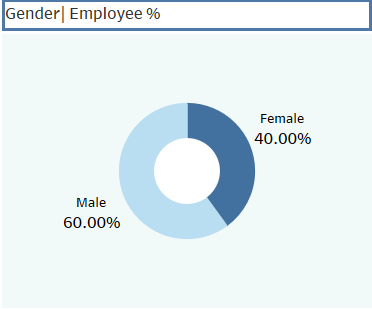 Gender| Employee %
Female
40.00%
Male
60.00%